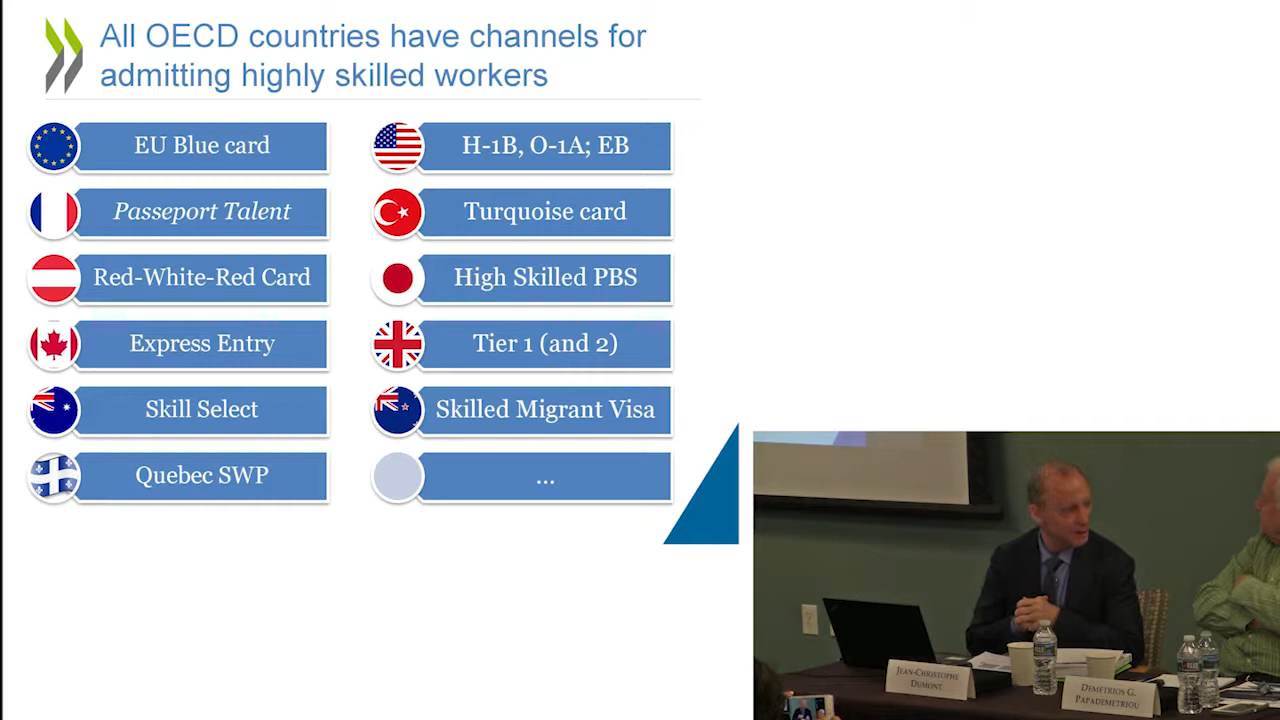 All OECD countries have channels for
admitting highly skilled workers
EU Blue card
Passeport Talent
Red-White-Red Card
Express Entry
Skill Select
Quebec SWP
H-1B, O-1A; EB
Turquoise card
High Skilled PBS
Tier 1 (and 2)
Skilled Migrant Visa
...
JEAN-CHRISTOPHE
DUMONT
DEMETRIOS G.
PAPADEMETRIOU